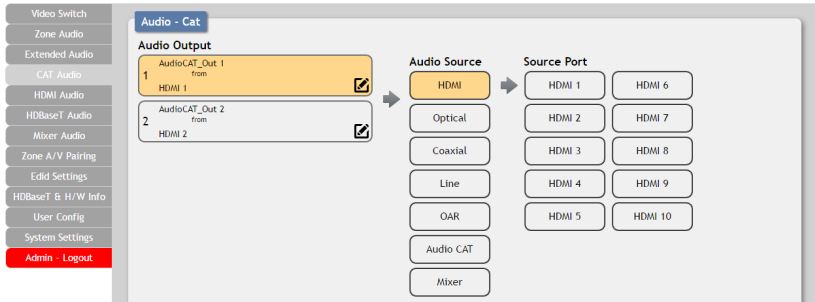 Video Switch
Zone Audio
Extended Audio
CAT Audio
HDMI Audio
HDBaseT Audio
Mixer Audio
Zone A/V Pairing
Edid Settings
HDBaseT & H/W Info
User Config
System Settings
Admin - Logout
Audio - Cat
Audio Output
1
AudioCAT_Out 1
from
HDMI 1
2
AudioCAT_Out 2
from
HDMI 2
Audio Source
HDMI
Optical
Coaxial
Line
OAR
Audio CAT
Mixer
Source Port
HDMI 1 HDMI 6
HDMI 2 HDMI 7
HDMI 3 HDMI 8
HDMI 4 HDMI 9
HDMI 5 HDMI 10